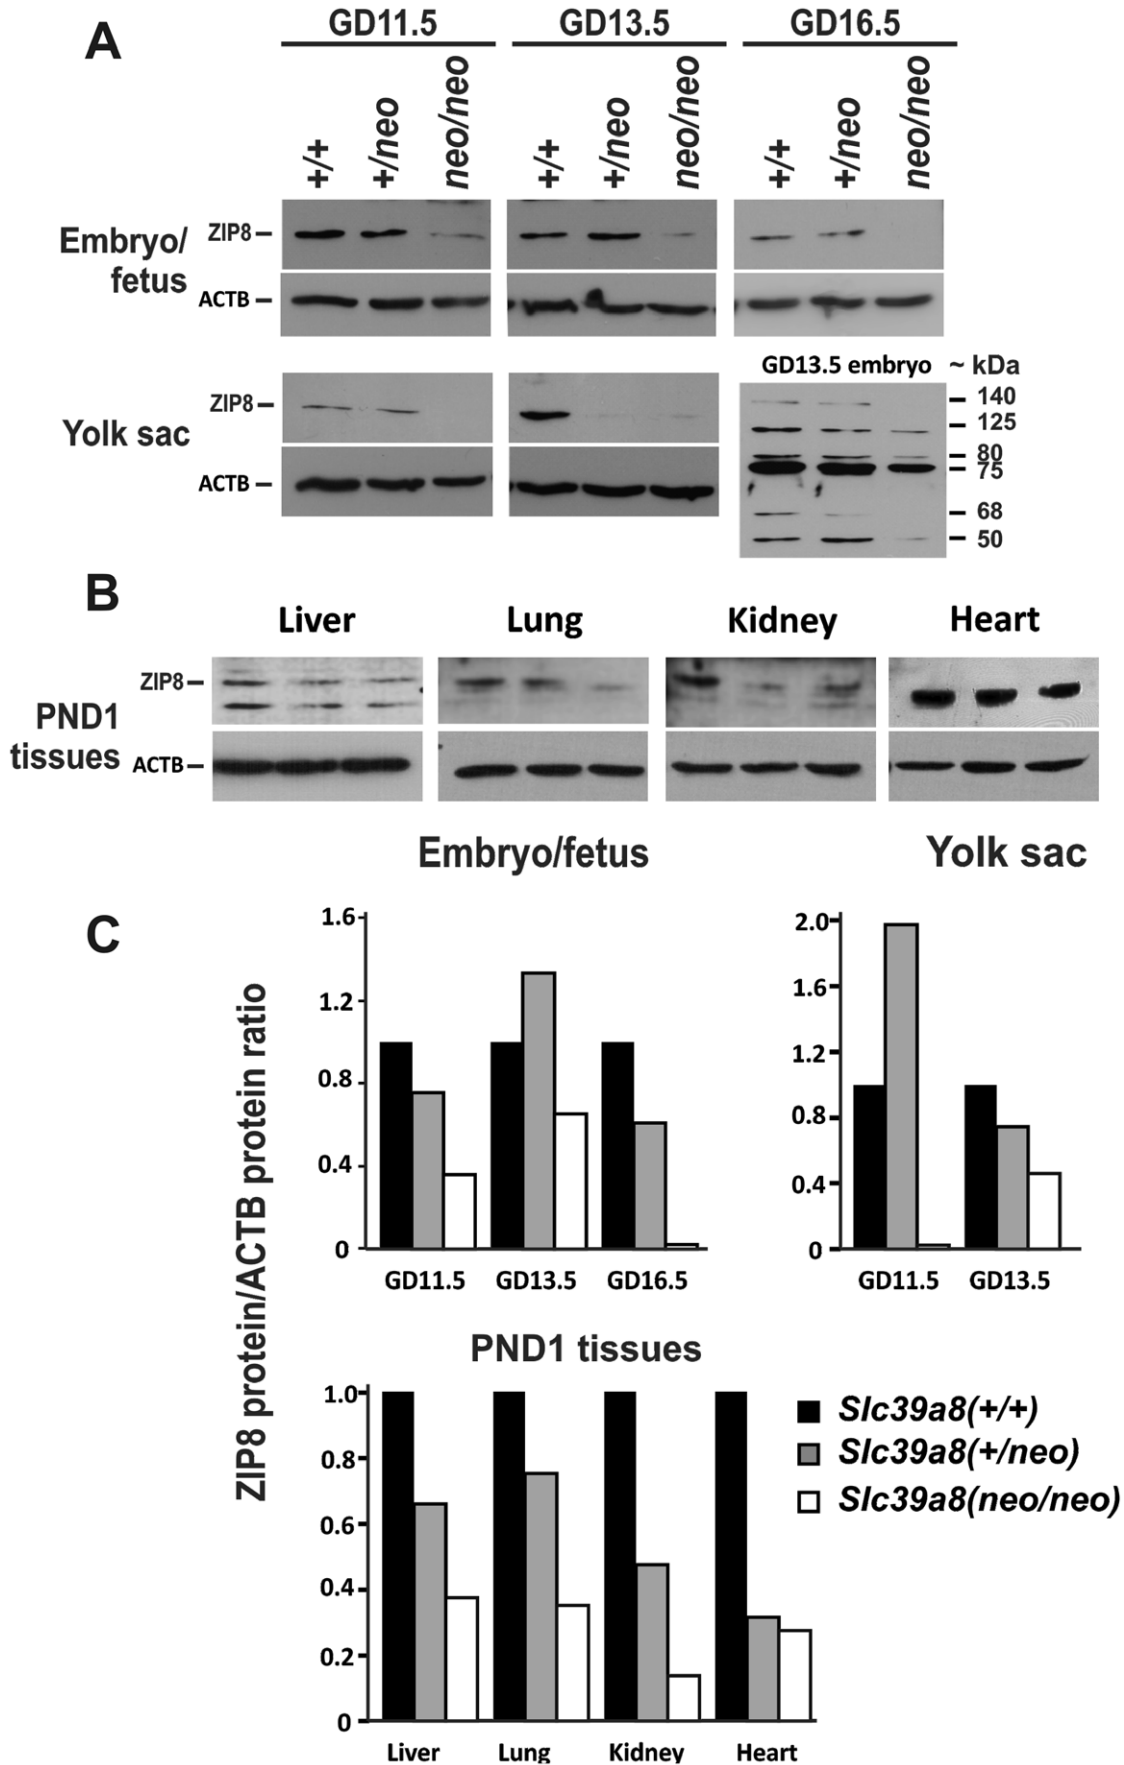 A
GD11.5 GD13.5 GD16.5
+/+ +/neo neo/neo +/+ +/neo neo/neo +/+ +/neo neo/neo
Embryo/
fetus
ZIP8
ACTB
Yolk sac
ZIP8
ACTB
GD13.5 embryo ~ kDa
140
125
80
75
68
50
B
Liver Lung Kidney Heart
PND1
tissues
ZIP8
ACTB
C
ZIP8 protein/ACTB protein ratio
Embryo/fetus
1.6
1.2
0.8
0.4
0
GD11.5 GD13.5 GD16.5
Yolk sac
2.0
1.6
1.2
0.8
0.4
0
GD11.5 GD13.5
PND1 tissues
1.0
0.8
0.6
0.4
0.2
0
Liver Lung Kidney Heart
Slc39a8(+/+)
Slc39a8(+/neo)
Slc39a8(neo/neo)